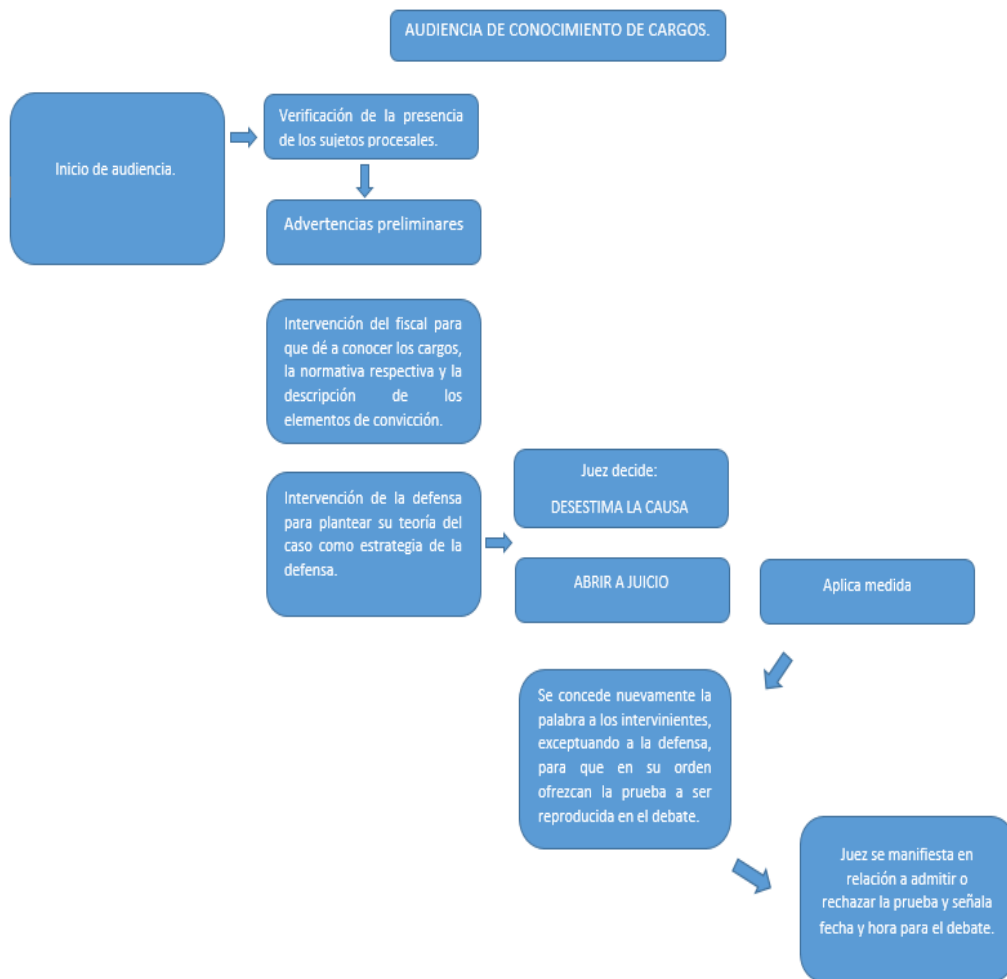 AUDIENCIA DE CONOCIMIENTO DE CARGOS.
Inicio de audiencia.
Verificación de la presencia
de los sujetos procesales.
Advertencias preliminares
Intervención del fiscal para
que dé a conocer los cargos,
la normativa respectiva y la
descripción de los
elementos de convicción.
Intervención de la defensa
para plantear su teoría del
caso como estrategia de la
defensa.
Juez decide:
DESESTIMA LA CAUSA
ABRIR A JUICIO
Aplica medida
Se concede nuevamente la
palabra a los intervinientes,
exceptuando a la defensa,
para que en su orden
ofrezcan la prueba a ser
reproducida en el debate.
Juez se manifiesta en
relación a admitir o
rechazar la prueba y señala
fecha y hora para el debate.